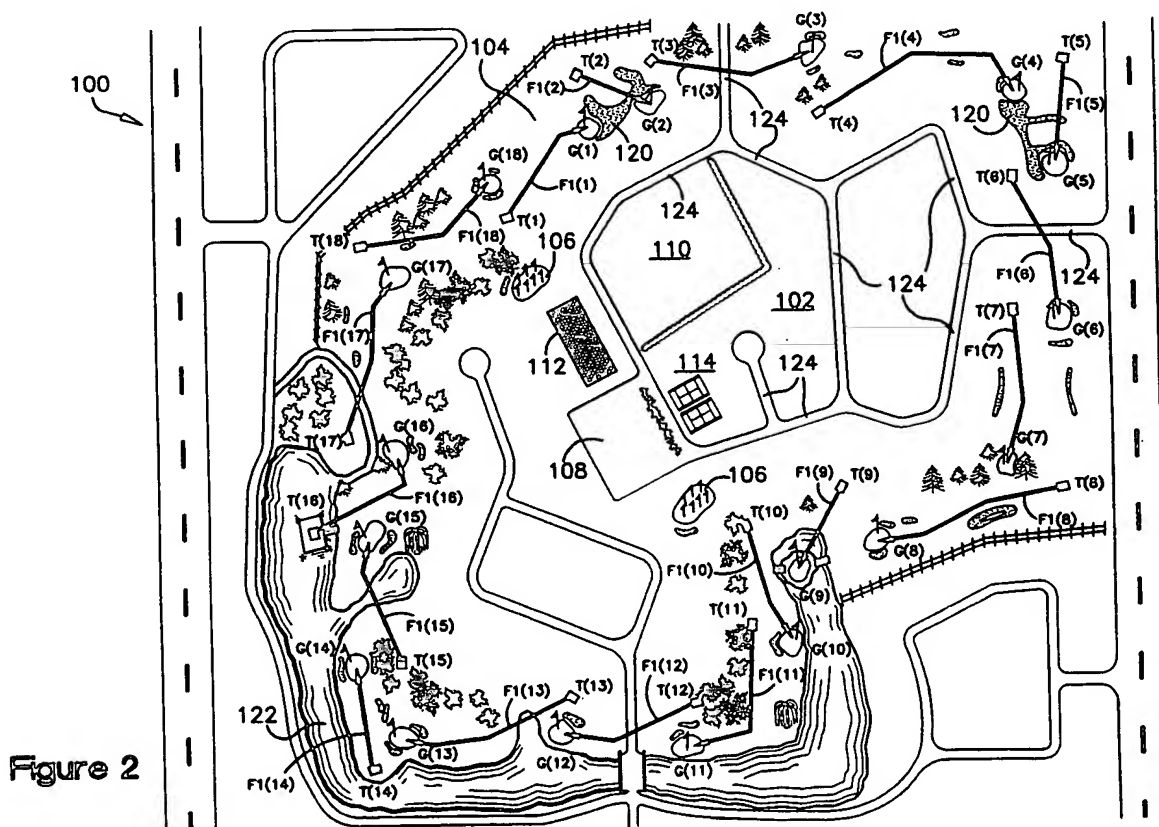 G(3)
F1(4)
T(3)
T(5)
104
T(2)
G(4)
100
F1(2)
F1(3)
F1(5)
124
120
T(4)
G(2)
G(1)
120
G(18)
G(5)
F1(1)
124
T(6)
T(1)
T(18)
F1(18)
106
110
124
G(17)
102
124
F1(6)
124
T(7)
F1(17)
G(6)
F1(7)
112
114
124
T(17)
G(16)
G(7)
108
106
F1(9)
T(9)
T(16)
F1(16)
T(10)
T(8)
G(15)
F1(8)
G(8)
F1(10)
G(9)
T(11)
F1(15)
G(14)
G(10)
T(15)
F1(12)
F1(13)
T(13)
T(12)
F1(11)
122
G(13)
G(12)
G(11)
Figure 2
F1(14)
T(14)